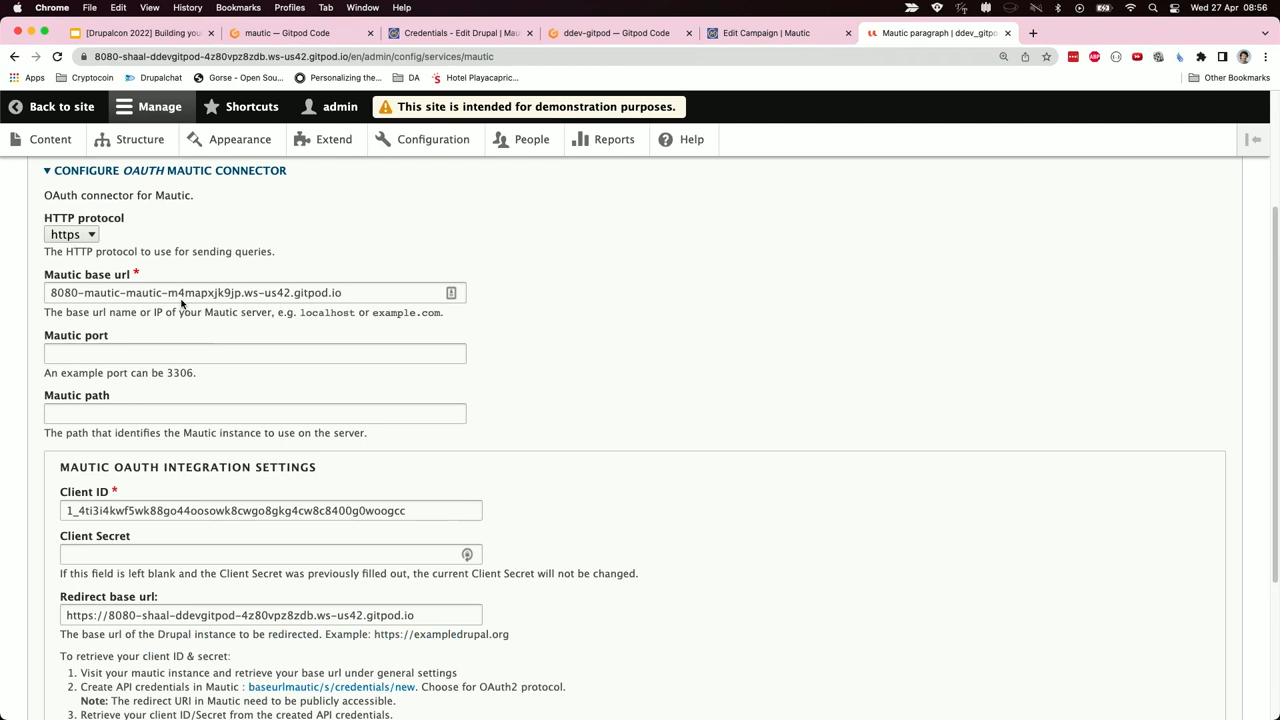 Chrome File Edit View History Bookmarks Profiles Tab Window Help Wed 27 Apr 08:56
[Drupalcon 2022] Building you mautic — Gitpod Code Credentials - Edit Drupal | Mau ddev-gitpod — Gitpod Code Edit Campaign | Mautic Mautic paragraph | ddev_gitpo
8080-shaal-ddevgitpod-4z80vpz8zdb.ws-us42.gitpod.io/en/admin/config/services/mautic
Apps Cryptocoin Drupalchat Gorse - Open Sou... Personalizing the... DA Hotel Playacapric... Other Bookmarks
Back to site Manage Shortcuts admin This site is intended for demonstration purposes.
Content Structure Appearance Extend Configuration People Reports Help
▾ CONFIGURE OAUTH MAUTIC CONNECTOR
OAuth connector for Mautic.
HTTP protocol
https
The HTTP protocol to use for sending queries.
Mautic base url *
8080-mautic-mautic-m4mapxjk9jp.ws-us42.gitpod.io
The base url name or IP of your Mautic server, e.g. localhost or example.com.
Mautic port
An example port can be 3306.
Mautic path
The path that identifies the Mautic instance to use on the server.
MAUTIC OAUTH INTEGRATION SETTINGS
Client ID *
1_4ti3i4kwf5wk88go44oosowk8cwgo8gkg4cw8c8400g0woogcc
Client Secret
If this field is left blank and the Client Secret was previously filled out, the current Client Secret will not be changed.
Redirect base url:
https://8080-shaal-ddevgitpod-4z80vpz8zdb.ws-us42.gitpod.io
The base url of the Drupal instance to be redirected. Example: https://exampledrupal.org
To retrieve your client ID & secret:
1. Visit your mautic instance and retrieve your base url under general settings
2. Create API credentials in Mautic : baseurlmautic/s/credentials/new. Choose for OAuth2 protocol.
Note: The redirect URI in Mautic need to be publicly accessible.
3. Retrieve your client ID/Secret from the created API credentials.